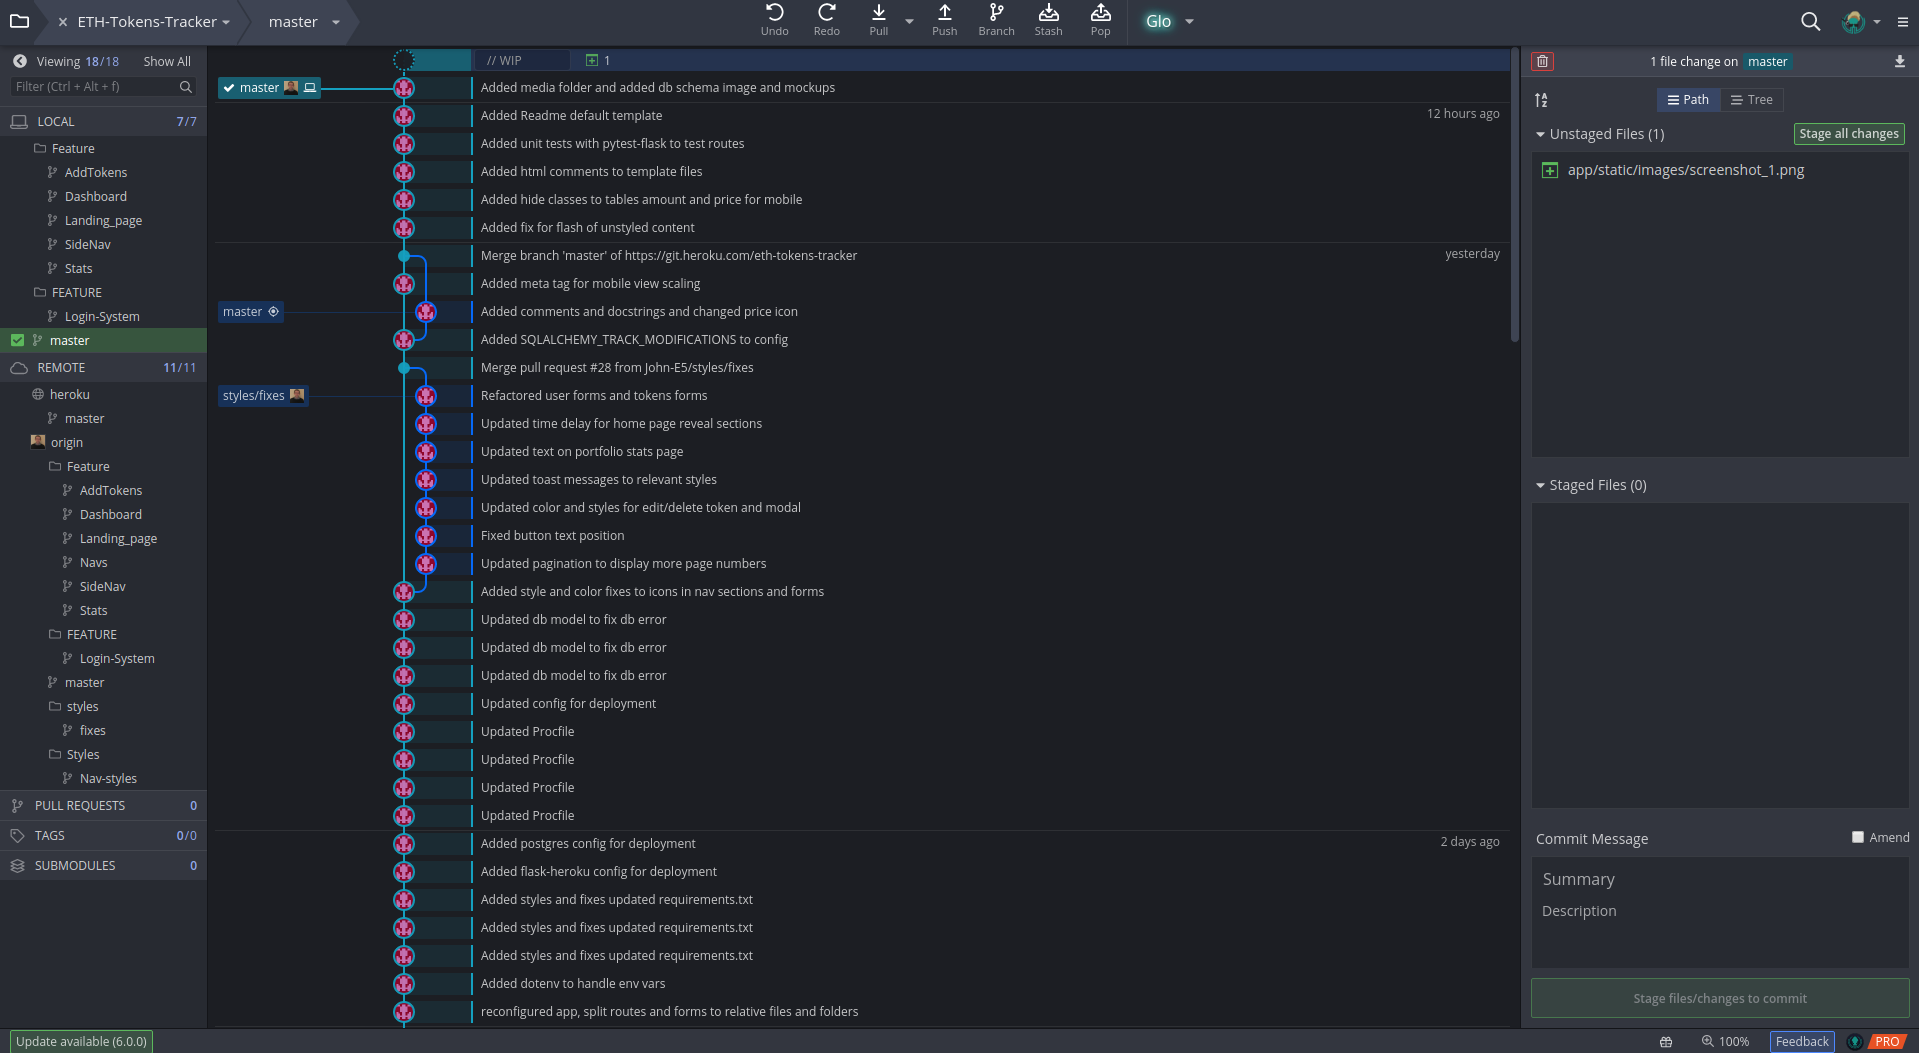 ETH-Tokens-Tracker
master
Undo
Redo
Pull
Push
Branch
Stash
Pop
Glo
Viewing 18/18
Show All
Filter (Ctrl + Alt + f)
LOCAL 7/7
Feature
AddTokens
Dashboard
Landing_page
SideNav
Stats
FEATURE
Login-System
master
REMOTE 11/11
heroku
master
origin
Feature
AddTokens
Dashboard
Landing_page
Navs
SideNav
Stats
FEATURE
Login-System
master
styles
fixes
Styles
Nav-styles
PULL REQUESTS 0
TAGS 0/0
SUBMODULES 0
// WIP 1
master Added media folder and added db schema image and mockups
Added Readme default template 12 hours ago
Added unit tests with pytest-flask to test routes
Added html comments to template files
Added hide classes to tables amount and price for mobile
Added fix for flash of unstyled content
Merge branch 'master' of https://git.heroku.com/eth-tokens-tracker yesterday
Added meta tag for mobile view scaling
master Added comments and docstrings and changed price icon
Added SQLALCHEMY_TRACK_MODIFICATIONS to config
Merge pull request #28 from John-E5/styles/fixes
styles/fixes Refactored user forms and tokens forms
Updated time delay for home page reveal sections
Updated text on portfolio stats page
Updated toast messages to relevant styles
Updated color and styles for edit/delete token and modal
Fixed button text position
Updated pagination to display more page numbers
Added style and color fixes to icons in nav sections and forms
Updated db model to fix db error
Updated db model to fix db error
Updated db model to fix db error
Updated config for deployment
Updated Procfile
Updated Procfile
Updated Procfile
Updated Procfile
Added postgres config for deployment 2 days ago
Added flask-heroku config for deployment
Added styles and fixes updated requirements.txt
Added styles and fixes updated requirements.txt
Added styles and fixes updated requirements.txt
Added dotenv to handle env vars
reconfigured app, split routes and forms to relative files and folders
1 file change on master
Path
Tree
Unstaged Files (1)
Stage all changes
app/static/images/screenshot_1.png
Staged Files (0)
Commit Message
Amend
Summary
Description
Stage files/changes to commit
Update available (6.0.0)
100%
Feedback
PRO